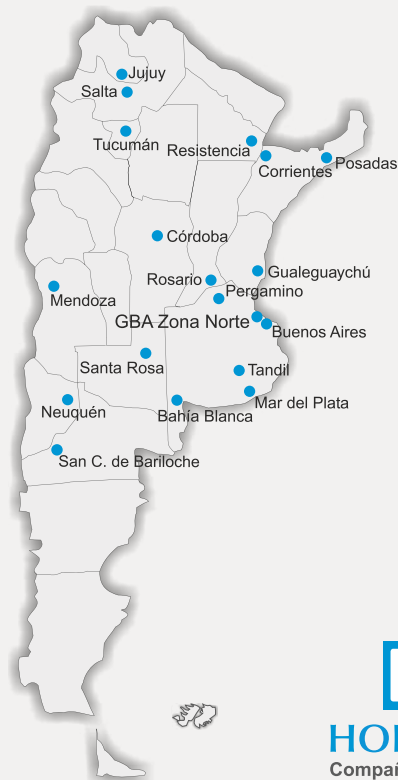 Jujuy
Salta
Tucumán
Resistencia
Corrientes
Posadas
Córdoba
Gualeguaychú
Rosario
Pergamino
Mendoza
GBA Zona Norte
Buenos Aires
Santa Rosa
Tandil
Mar del Plata
Neuquén
Bahía Blanca
San C. de Bariloche